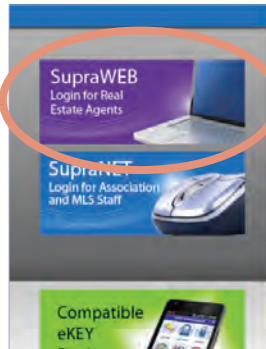 SupraWEB
Login for Real
Estate Agents
SupraNET
Login for Association
and MLS Staff
Compatible
eKEY